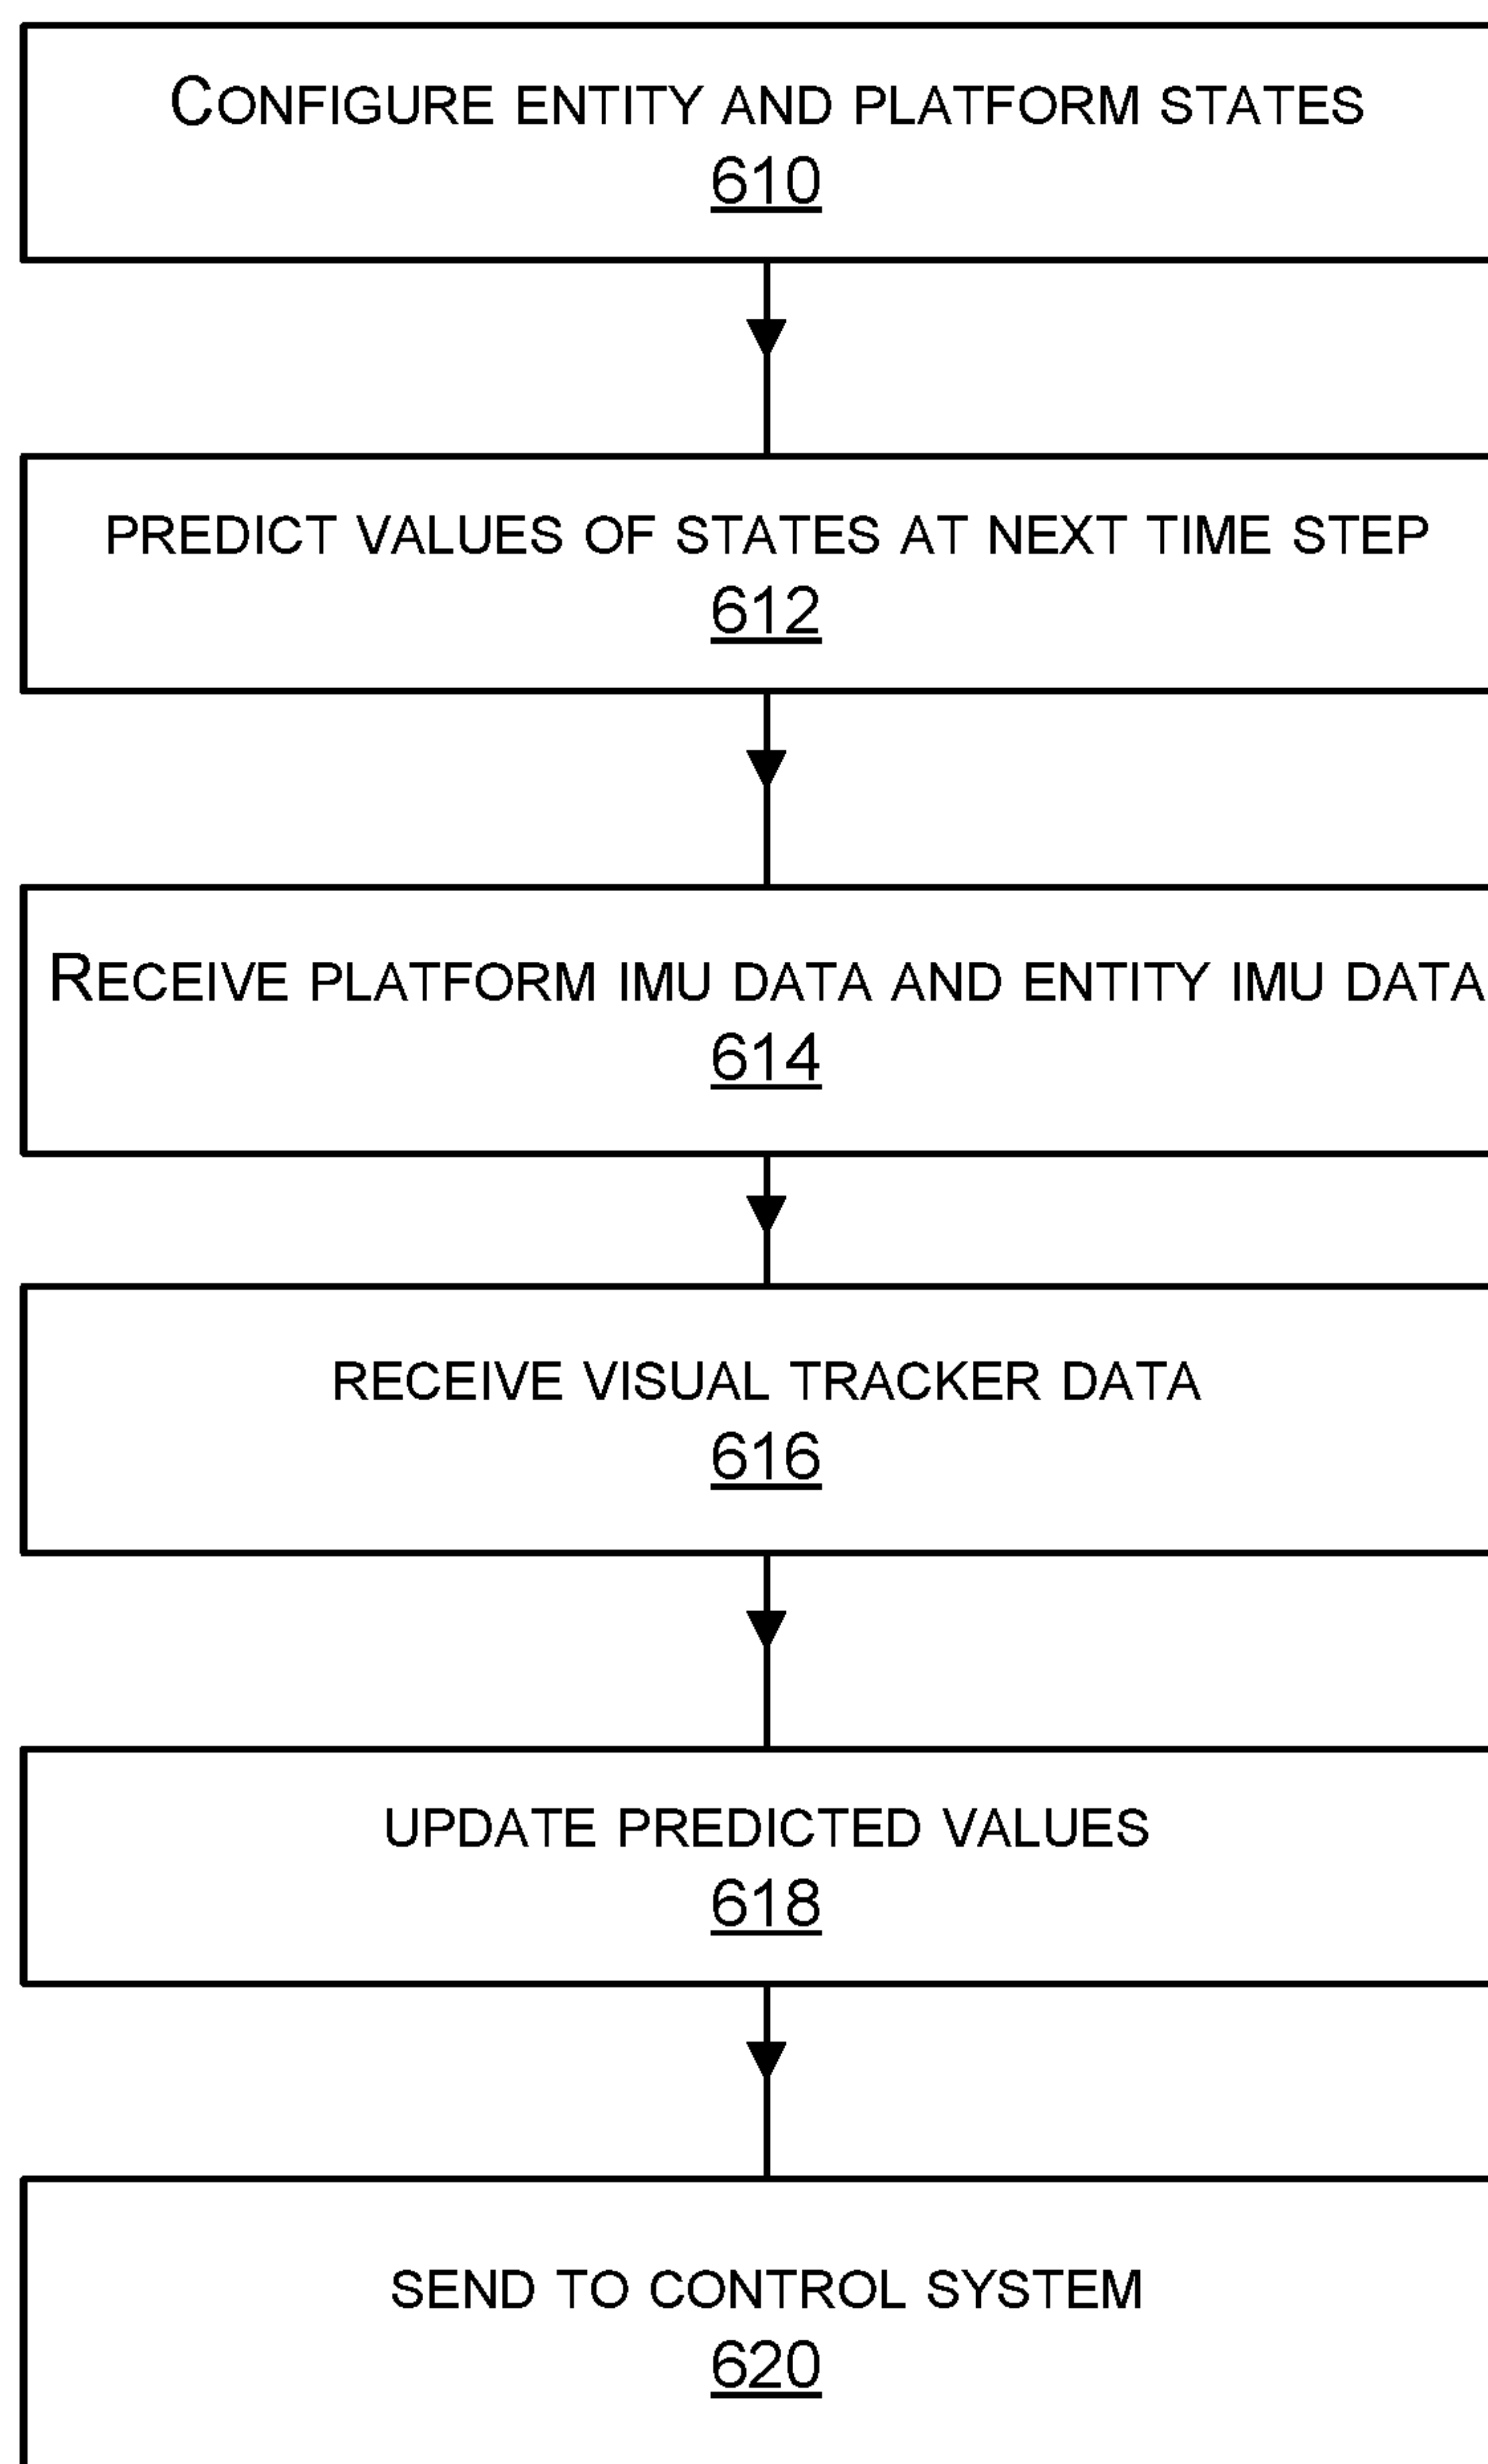 CONFIGURE ENTITY AND PLATFORM STATES
610
PREDICT VALUES OF STATES AT NEXT TIME STEP
612
RECEIVE PLATFORM IMU DATA AND ENTITY IMU DATA
614
RECEIVE VISUAL TRACKER DATA
616
UPDATE PREDICTED VALUES
618
SEND TO CONTROL SYSTEM
620